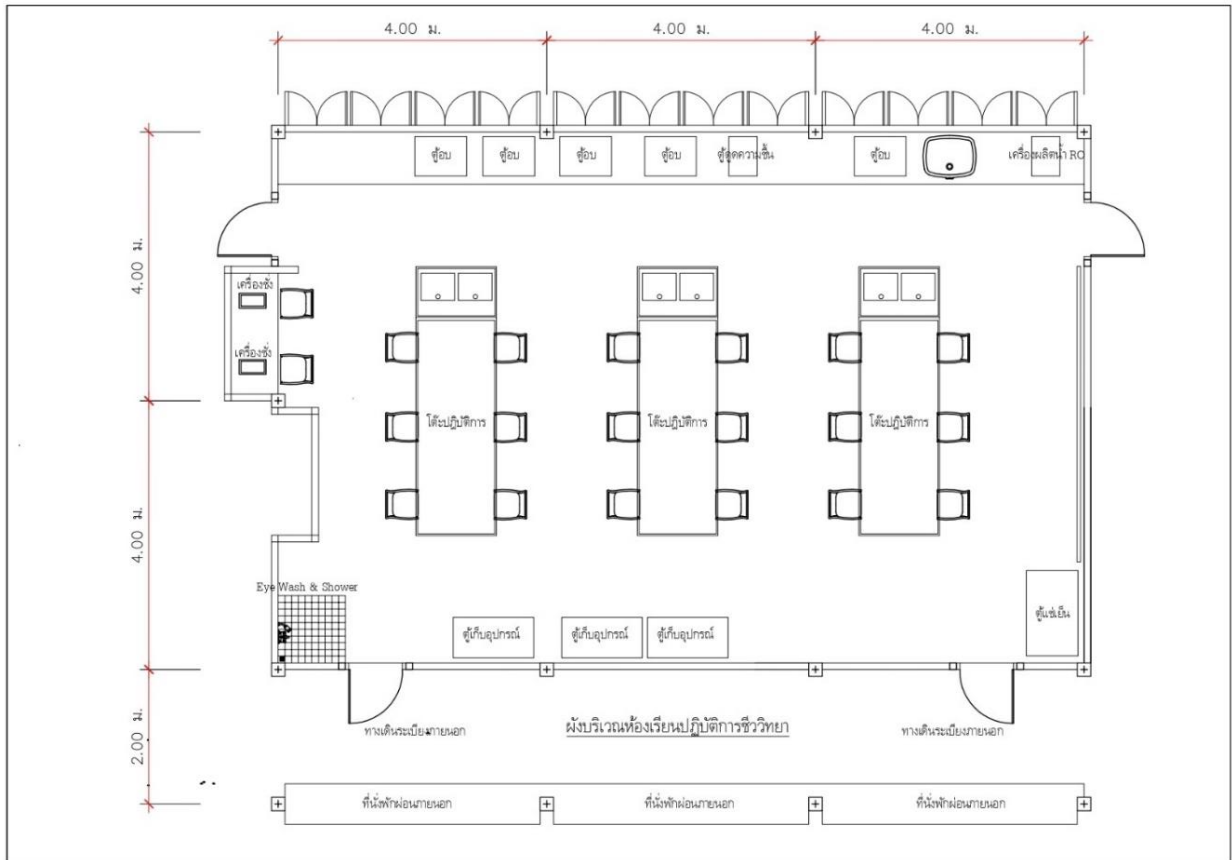 4.00 ม.
4.00 ม.
4.00 ม.
ตู้อบ
ตู้อบ
ตู้อบ
ตู้อบ
ตู้ดูดความชื้น
ตู้อบ
เครื่องผลิตน้ำ RO
4.00 ม.
เครื่องชั่ง
เครื่องชั่ง
โต๊ะปฏิบัติการ
โต๊ะปฏิบัติการ
โต๊ะปฏิบัติการ
4.00 ม.
Eye Wash & Shower
ตู้เก็บอุปกรณ์
ตู้เก็บอุปกรณ์
ตู้เก็บอุปกรณ์
ตู้แช่เย็น
2.00 ม.
ทางเดินระเบียงภายนอก
ผังบริเวณห้องเรียนปฏิบัติการชีววิทยา
ทางเดินระเบียงภายนอก
ที่นั่งพักผ่อนภายนอก
ที่นั่งพักผ่อนภายนอก
ที่นั่งพักผ่อนภายนอก